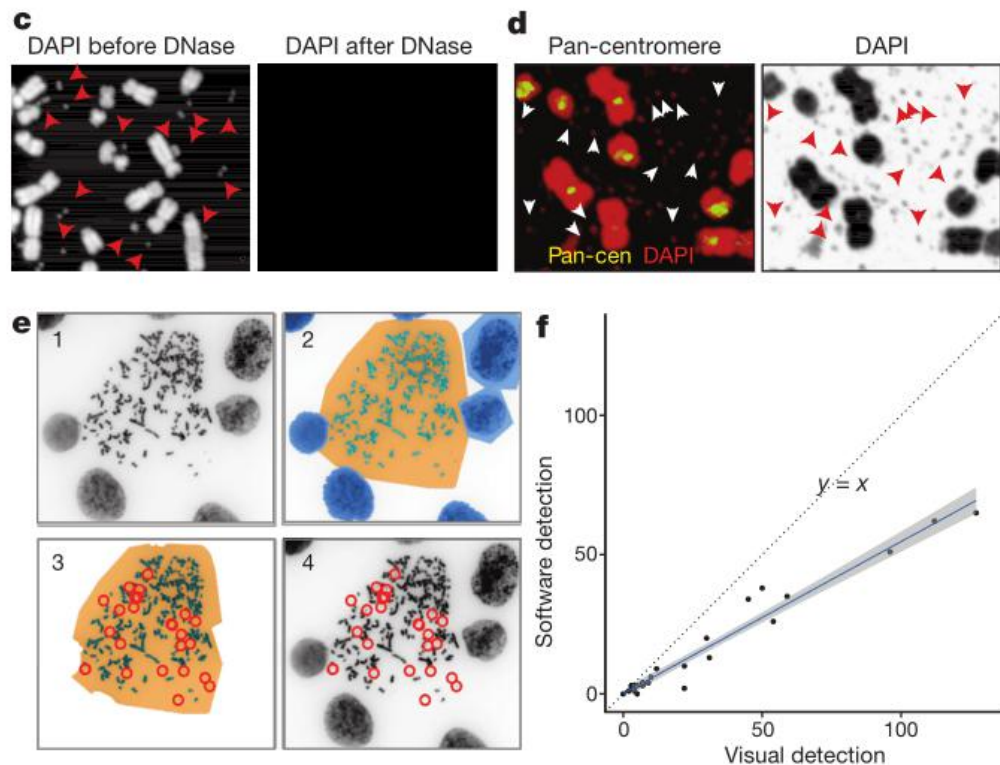 c
DAPI before DNase
DAPI after DNase
d
Pan-centromere
DAPI
Pan-cen DAPI
e
1
2
3
4
f
Software detection
100
50
0
y = x
0
50
100
Visual detection